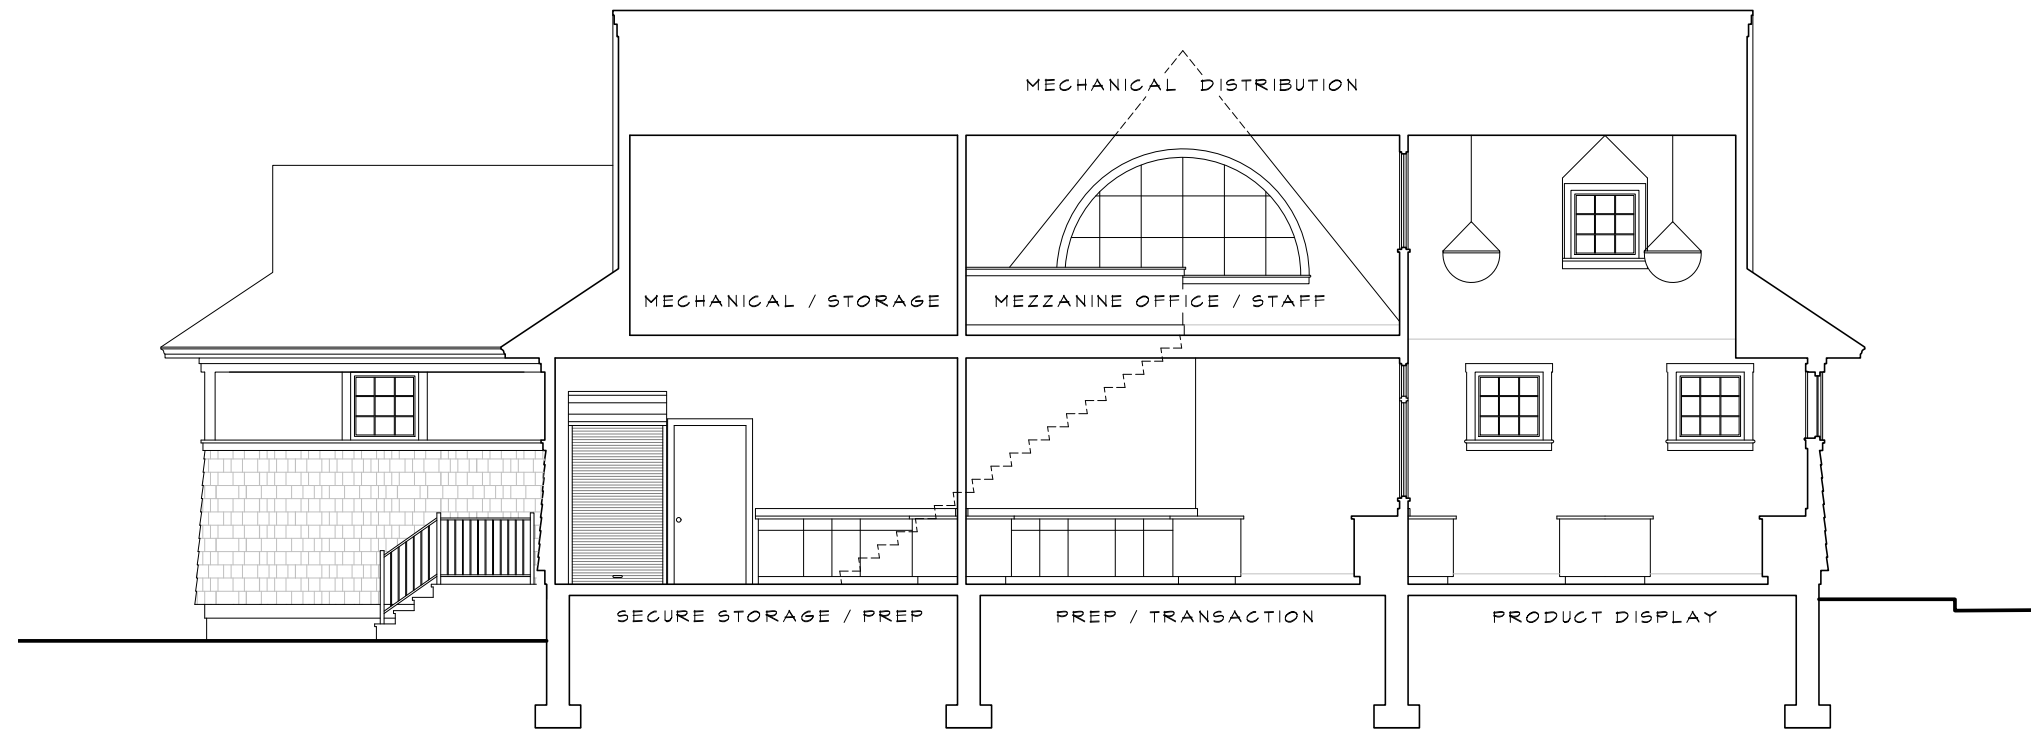 MECHANICAL DISTRIBUTION
MECHANICAL / STORAGE
MEZZANINE OFFICE / STAFF
SECURE STORAGE / PREP
PREP / TRANSACTION
PRODUCT DISPLAY